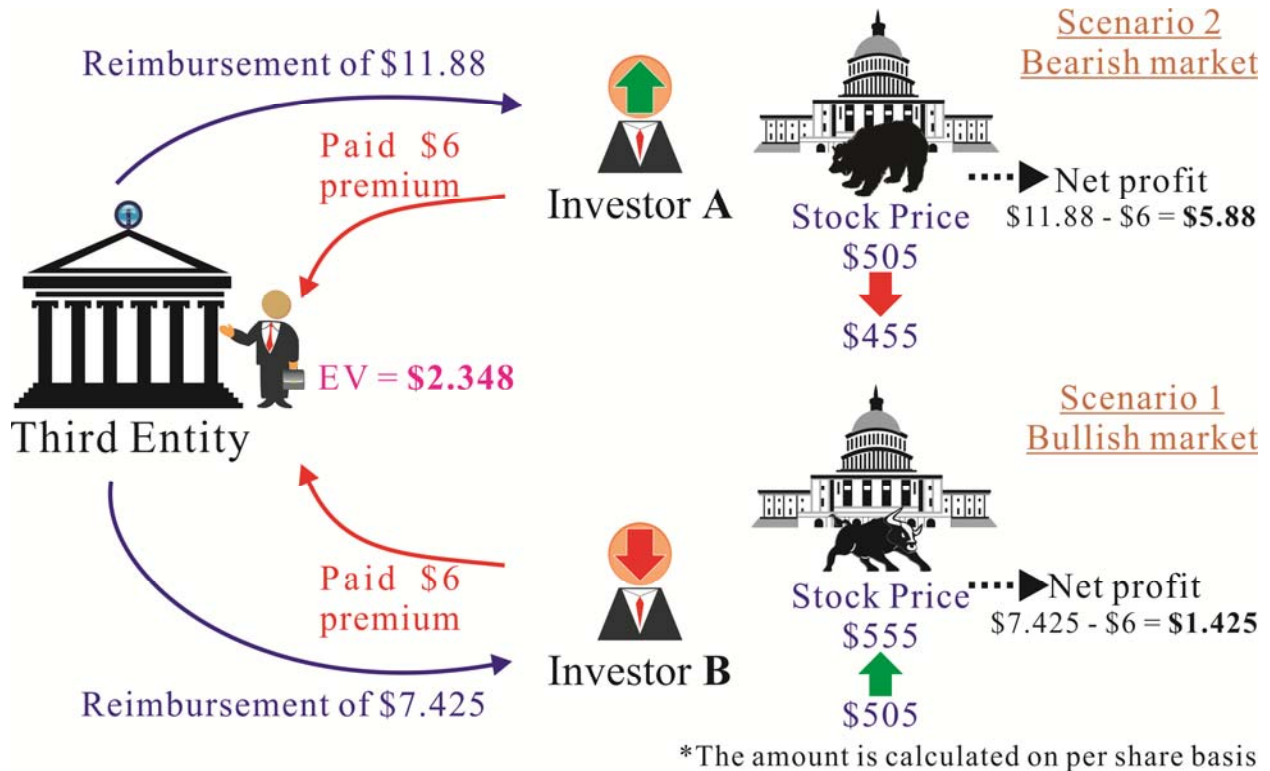 Scenario 2
Bearish market
Reimbursement of $11.88
Paid $6
premium
Investor A
Stock Price
$505
$455
Net profit
$11.88 - $6 = $5.88
Third Entity
EV = $2.348
Scenario 1
Bullish market
Paid $6
premium
Investor B
Reimbursement of $7.425
Stock Price
$555
$505
Net profit
$7.425 - $6 = $1.425
*The amount is calculated on per share basis